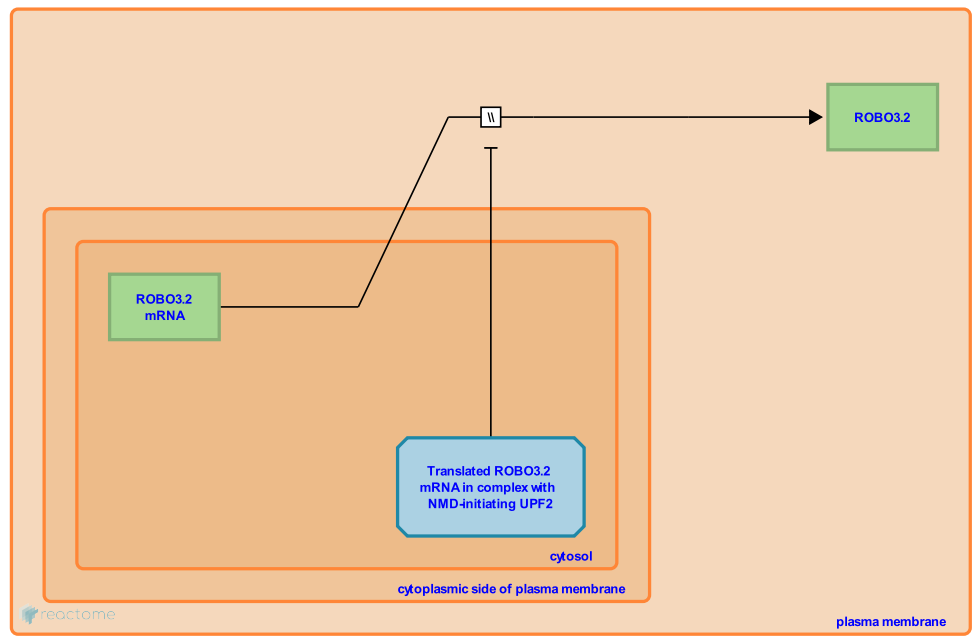 \\
ROBO3.2
ROBO3.2
mRNA
Translated ROBO3.2
mRNA in complex with
NMD-initiating UPF2
cytosol
cytoplasmic side of plasma membrane
reactome
plasma membrane